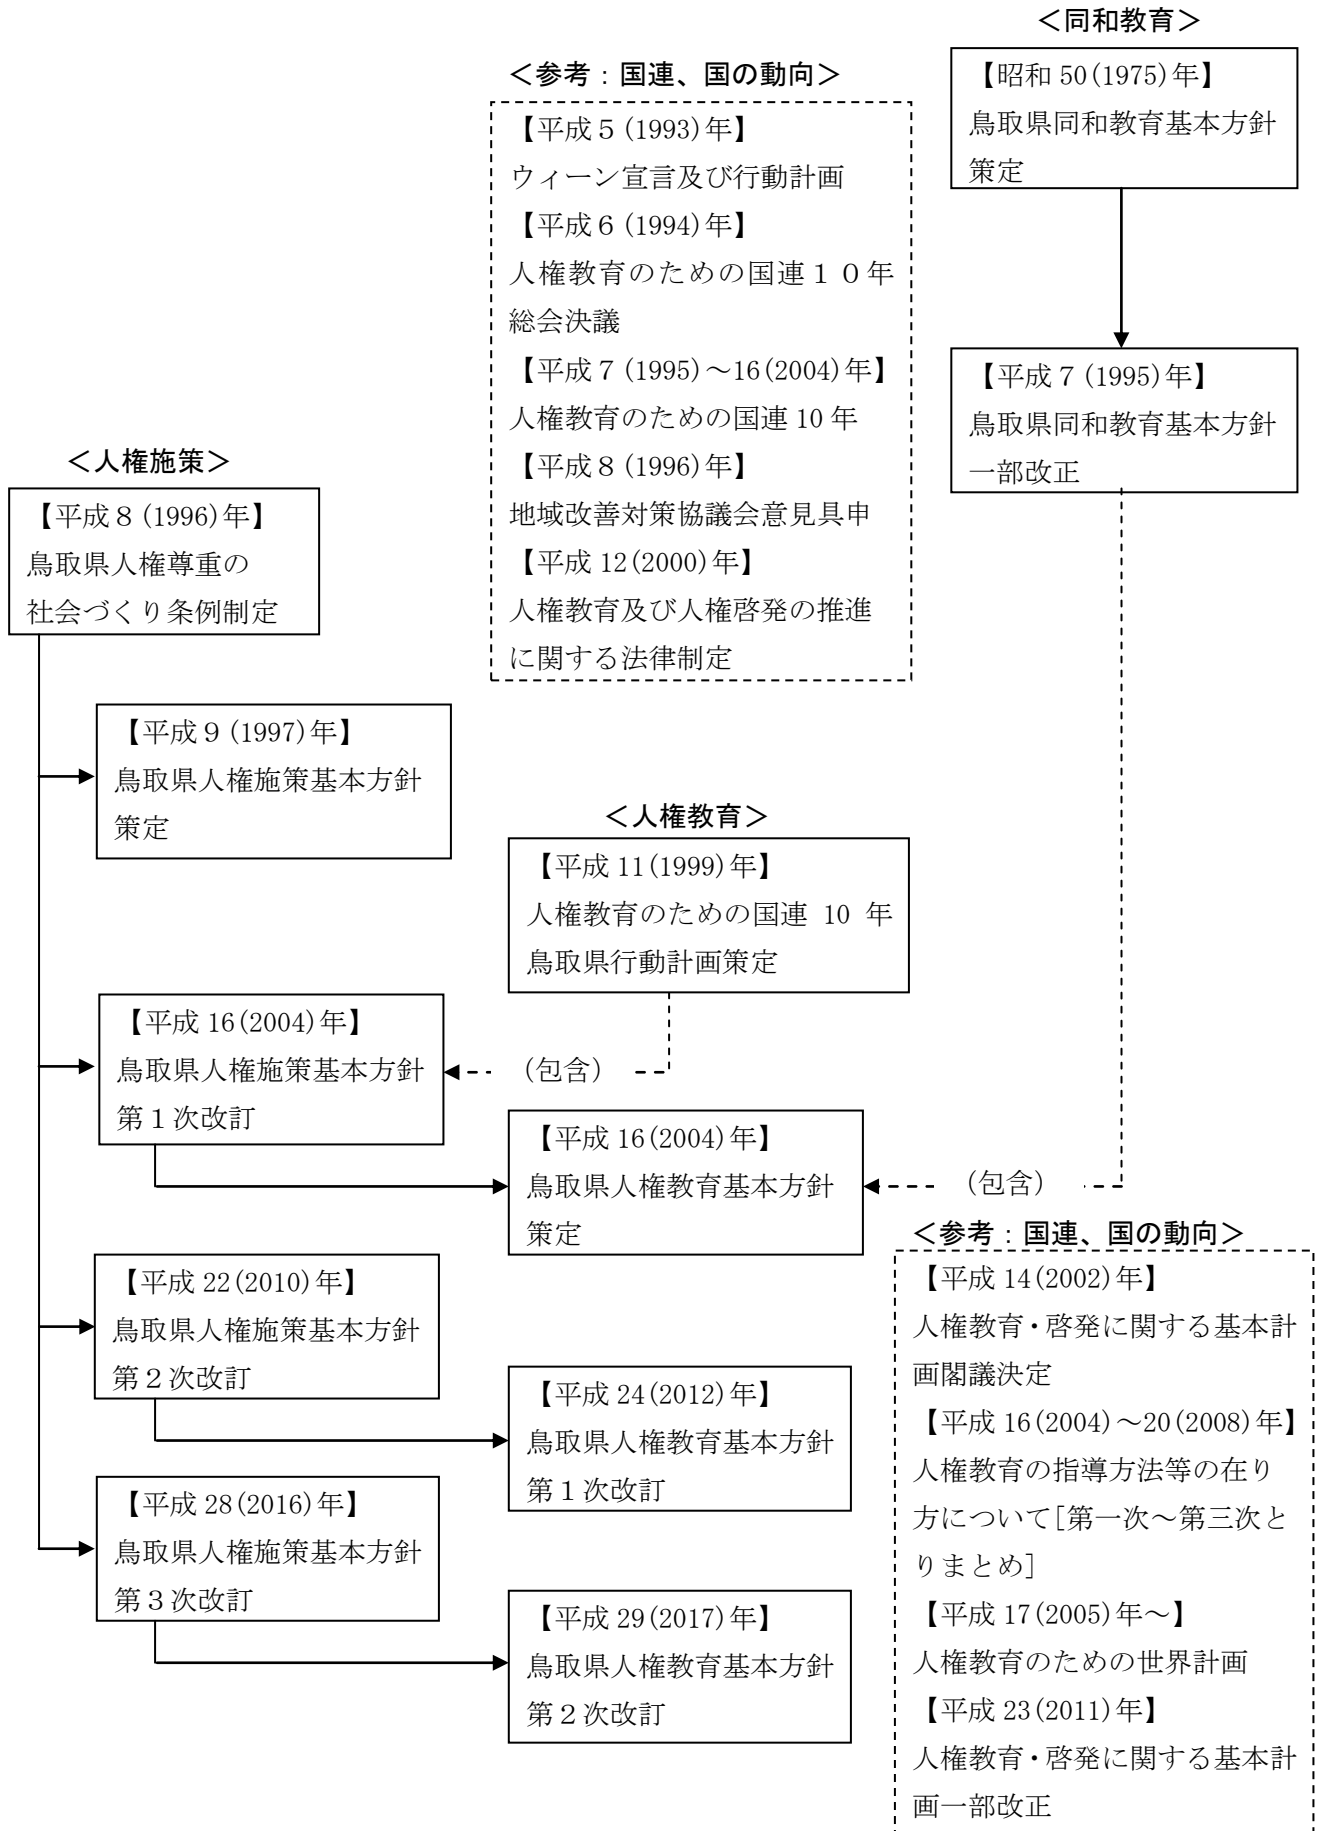 ＜同和教育＞
【昭和 50(1975)年】
鳥取県同和教育基本方針
策定
【平成７(1995)年】
鳥取県同和教育基本方針
一部改正
＜参考：国連、国の動向＞
【平成５(1993)年】
ウィーン宣言及び行動計画
【平成６(1994)年】
人権教育のための国連１０年
総会決議
【平成７(1995)～16(2004)年】
人権教育のための国連 10 年
【平成８(1996)年】
地域改善対策協議会意見具申
【平成 12(2000)年】
人権教育及び人権啓発の推進
に関する法律制定
＜人権施策＞
【平成８(1996)年】
鳥取県人権尊重の
社会づくり条例制定
【平成９(1997)年】
鳥取県人権施策基本方針
策定
＜人権教育＞
【平成 11(1999)年】
人権教育のための国連 10 年
鳥取県行動計画策定
【平成 16(2004)年】
鳥取県人権施策基本方針
第１次改訂
（包含）
【平成 16(2004)年】
鳥取県人権教育基本方針
策定
（包含）
【平成 22(2010)年】
鳥取県人権施策基本方針
第２次改訂
【平成 24(2012)年】
鳥取県人権教育基本方針
第１次改訂
【平成 28(2016)年】
鳥取県人権施策基本方針
第３次改訂
【平成 29(2017)年】
鳥取県人権教育基本方針
第２次改訂
＜参考：国連、国の動向＞
【平成 14(2002)年】
人権教育・啓発に関する基本計
画閣議決定
【平成 16(2004)～20(2008)年】
人権教育の指導方法等の在り
方について[第一次～第三次と
りまとめ]
【平成 17(2005)年～】
人権教育のための世界計画
【平成 23(2011)年】
人権教育・啓発に関する基本計
画一部改正